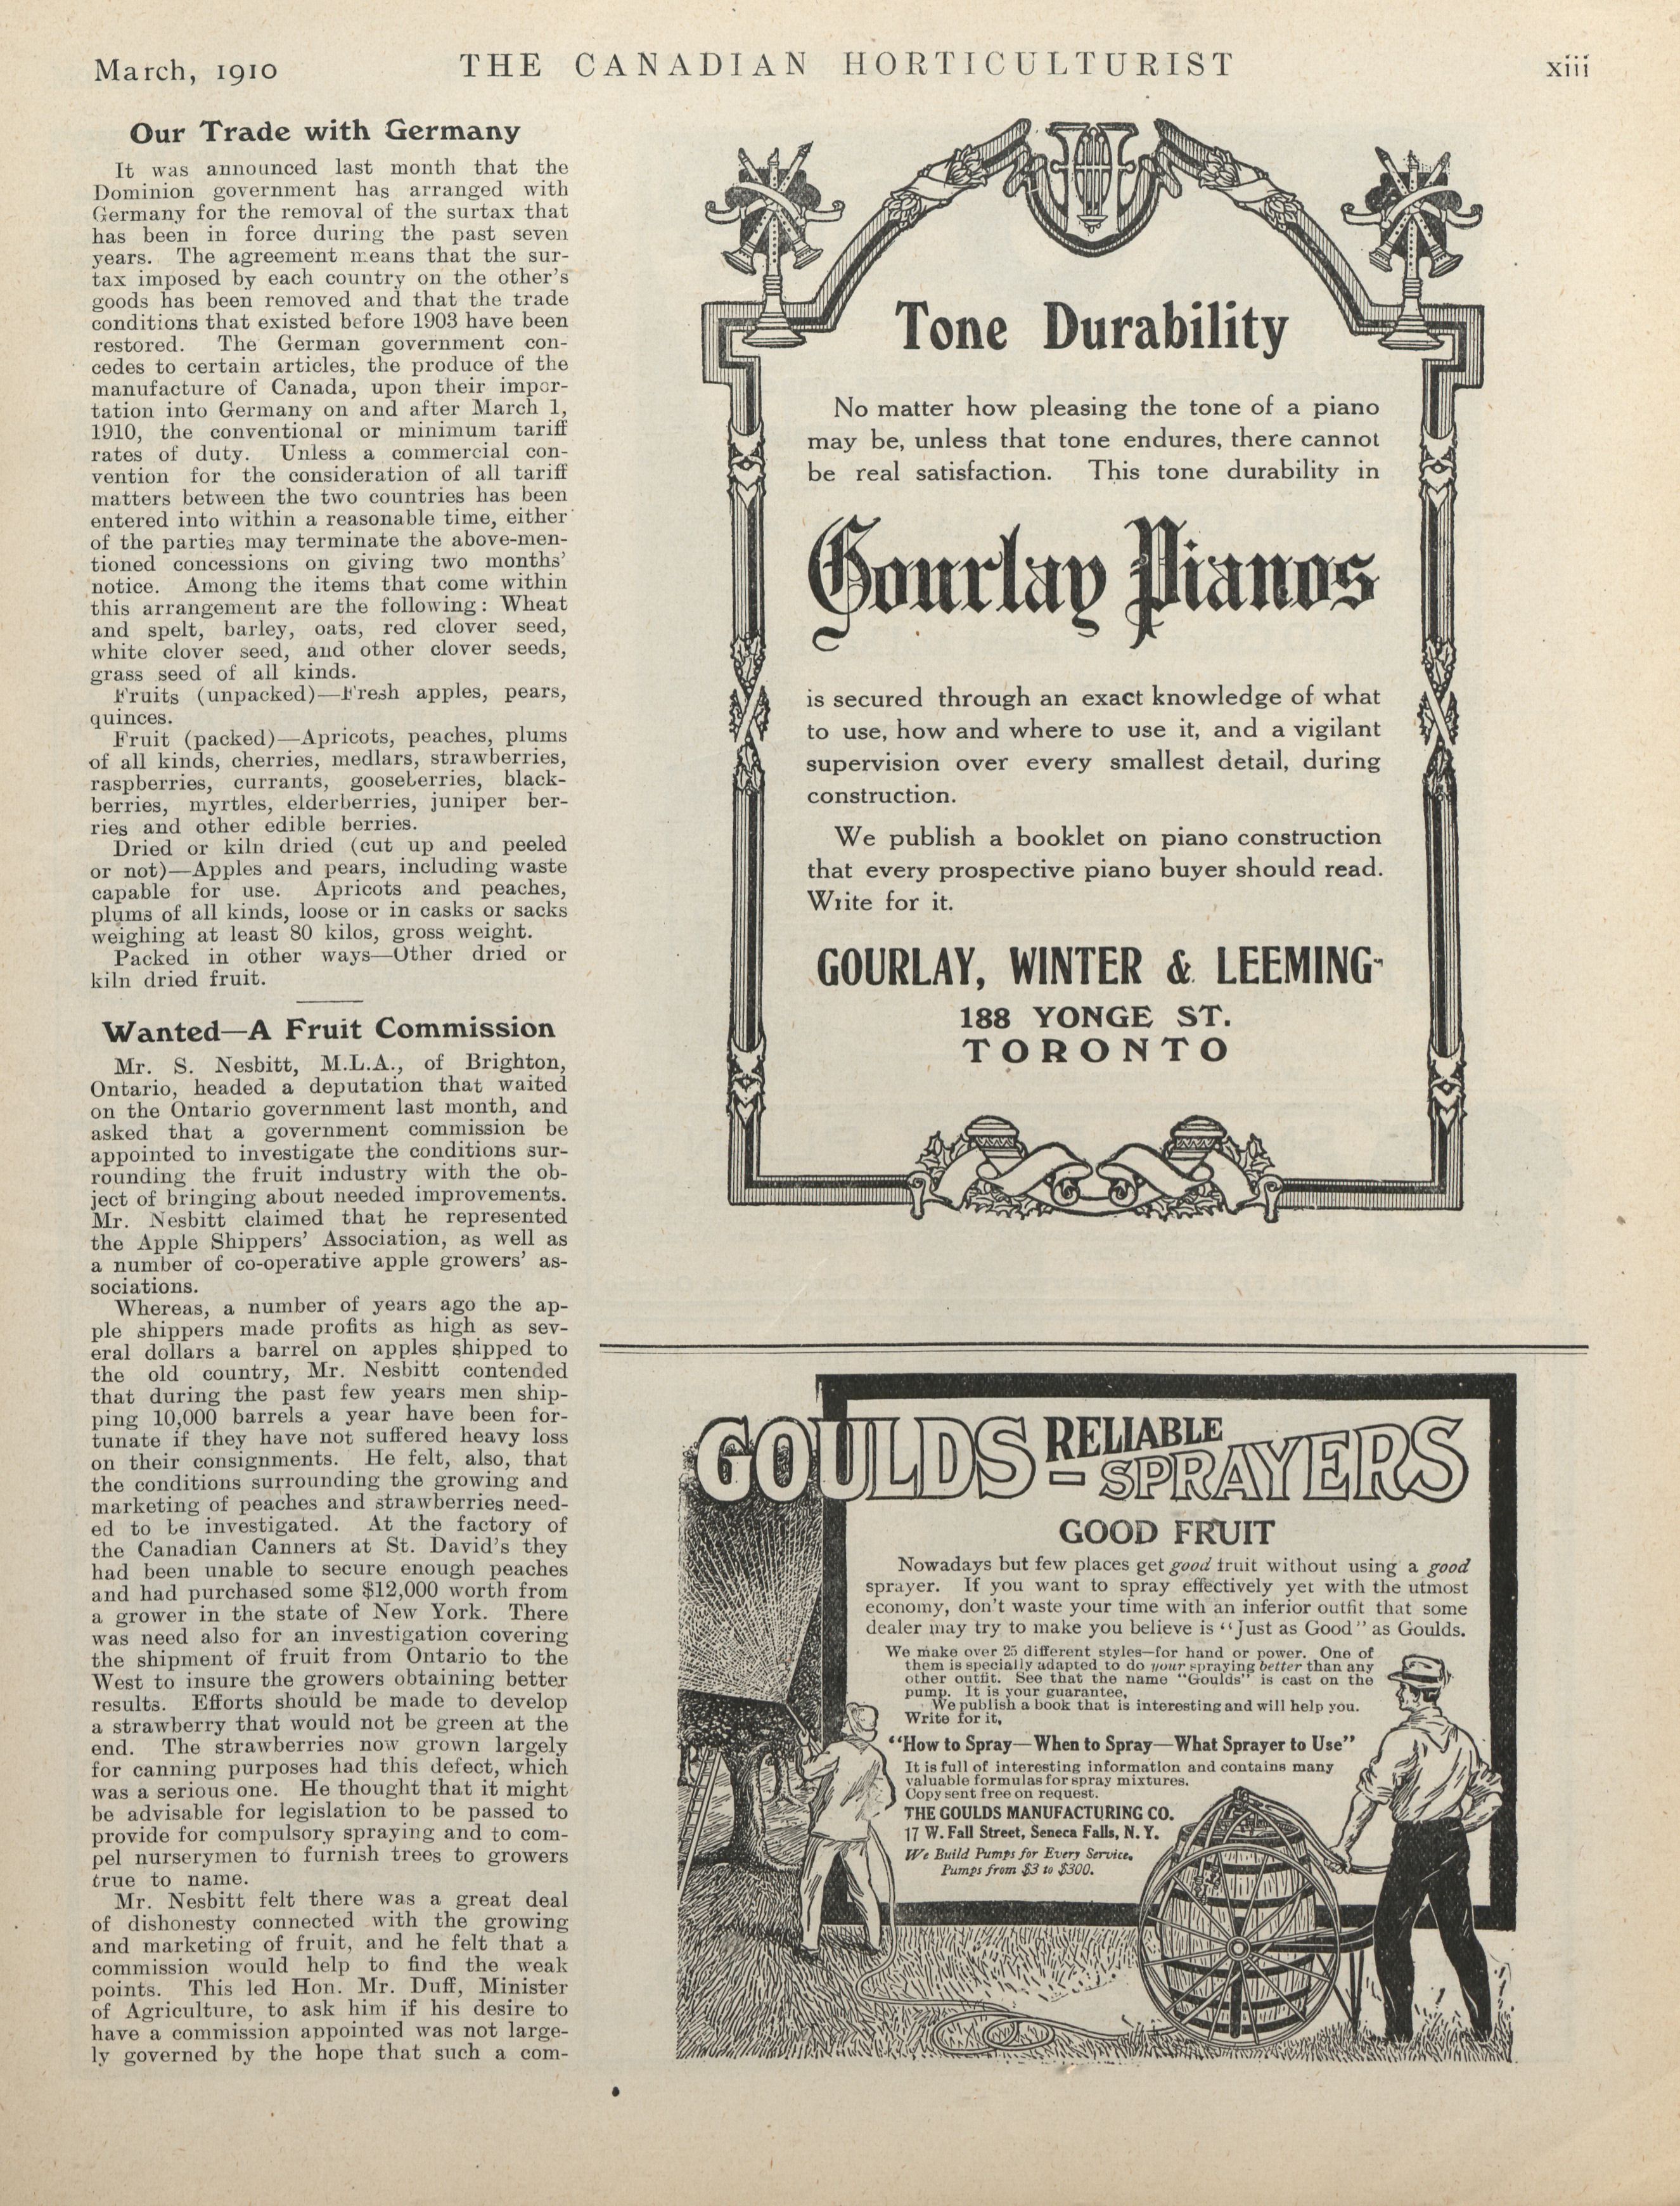 March, 1910
THE CANADIAN HORTICULTURIST
xiii
Our Trade with Germany
It was announced last month that the
Dominion government has arranged with
Germany for the removal of the surtax that
has been in force during the past seven
years. The agreement means that the sur-
tax imposed by each country on the other's
goods has been removed and that the trade
conditions that existed before 1903 have been
restored. The German government con-
cedes to certain articles, the produce of the
manufacture of Canada, upon their impor-
tation into Germany on and after March 1,
1910, the conventional or minimum tariff
rates of duty. Unless a commercial con-
vention for the consideration of all tariff
matters between the two countries has been
entered into within a reasonable time, either
of the parties may terminate the above-men-
tioned concessions on giving two months'
notice. Among the items that come within
this arrangement are the following: Wheat
and spelt, barley, oats, red clover seed,
white clover seed, and other clover seeds,
grass seed of all kinds.
Fruits (unpacked)—Fresh apples, pears,
quinces.
Fruit (packed)—Apricots, peaches, plums
of all kinds, cherries, medlars, strawberries,
raspberries, currants, gooseberries, black-
berries, myrtles, elderberries, juniper ber-
ries and other edible berries.
Dried or kiln dried (cut up and peeled
or not)—Apples and pears, including waste
capable for use. Apricots and peaches,
plums of all kinds, loose or in casks or sacks
weighing at least 80 kilos, gross weight.
Packed in other ways—Other dried or
kiln dried fruit.
Wanted—A Fruit Commission
Mr. S. Nesbitt, M.L.A., of Brighton,
Ontario, headed a deputation that waited
on the Ontario government last month, and
asked that a government commission be
appointed to investigate the conditions sur-
rounding the fruit industry with the ob-
ject of bringing about needed improvements.
Mr. Nesbitt claimed that he represented
the Apple Shippers' Association, as well as
a number of co-operative apple growers' as-
sociations.
Whereas, a number of years ago the ap-
ple shippers made profits as high as sev-
eral dollars a barrel on apples shipped to
the old country, Mr. Nesbitt contended
that during the past few years men ship-
ping 10,000 barrels a year have been for-
tunate if they have not suffered heavy loss
on their consignments. He felt, also, that
the conditions surrounding the growing and
marketing of peaches and strawberries need-
ed to be investigated. At the factory of
the Canadian Canners at St. David's they
had been unable to secure enough peaches
and had purchased some $12,000 worth from
a grower in the state of New York. There
was need also for an investigation covering
the shipment of fruit from Ontario to the
West to insure the growers obtaining better
results. Efforts should be made to develop
a strawberry that would not be green at the
end. The strawberries now grown largely
for canning purposes had this defect, which
was a serious one. He thought that it might
be advisable for legislation to be passed to
provide for compulsory spraying and to com-
pel nurserymen to furnish trees to growers
true to name.
Mr. Nesbitt felt there was a great deal
of dishonesty connected with the growing
and marketing of fruit, and he felt that a
commission would help to find the weak
points. This led Hon. Mr. Duff, Minister
of Agriculture, to ask him if his desire to
have a commission appointed was not large-
ly governed by the hope that such a com-
Tone Durability
No matter how pleasing the tone of a piano
may be, unless that tone endures, there cannot
be real satisfaction. This tone durability in
Gourlay Pianos
is secured through an exact knowledge of what
to use, how and where to use it, and a vigilant
supervision over every smallest detail, during
construction.
We publish a booklet on piano construction
that every prospective piano buyer should read.
Write for it.
GOURLAY, WINTER & LEEMING
188 YONGE ST.
TORONTO
GOULDS RELIABLE
SPRAYERS
GOOD FRUIT
Nowadays but few places get good fruit without using a good
sprayer. If you want to spray effectively yet with the utmost
economy, don't waste your time with an inferior outfit that some
dealer may try to make you believe is "Just as Good" as Goulds.
We make over 25 different styles—for hand or power. One of
them is specially adapted to do your spraying better than any
other outfit. See that the name "Goulds" is cast on the
pump. It is your guarantee.
We publish a book that is interesting and will help you.
Write for it,
"How to Spray—When to Spray—What Sprayer to Use"
It is full of interesting information and contains many
valuable formulas for spray mixtures.
Copy sent free on request.
THE GOULDS MANUFACTURING CO.
17 W. Fall Street, Seneca Falls, N. Y.
We Build Pumps for Every Service.
Pumps from $3 to $300.